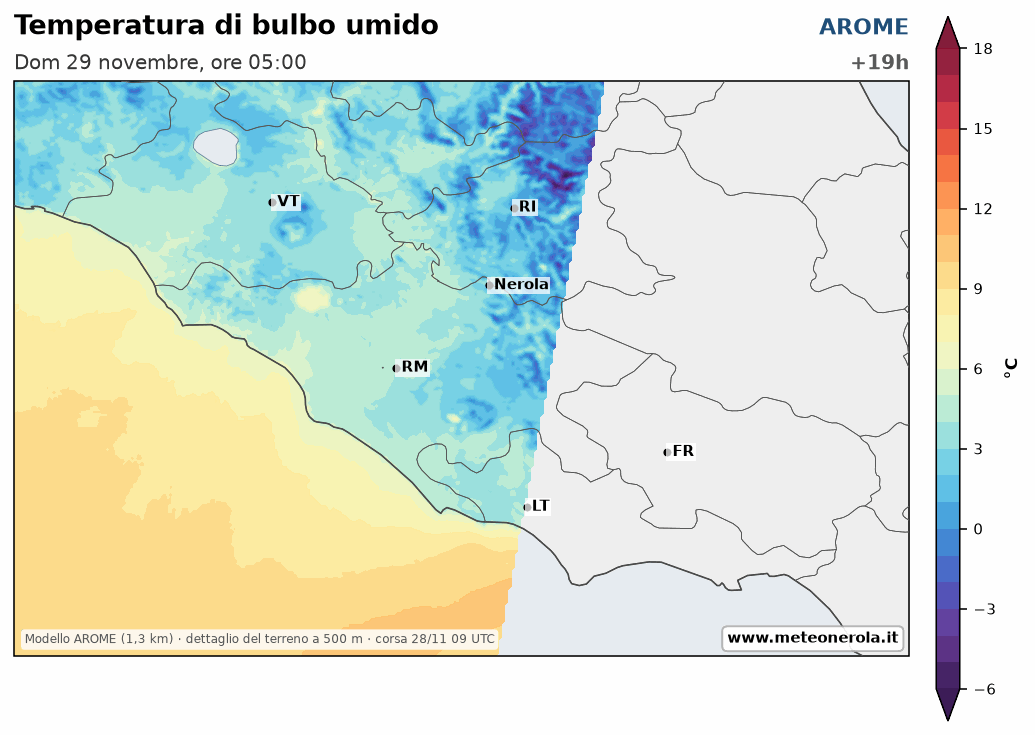 Temperatura di bulbo umido
AROME
Dom 29 novembre, ore 05:00
+19h
18
15
12
9
6
3
0
−3
−6
°C
VT
RI
Nerola
RM
FR
LT
Modello AROME (1,3 km) · dettaglio del terreno a 500 m · corsa 28/11 09 UTC
www.meteonerola.it